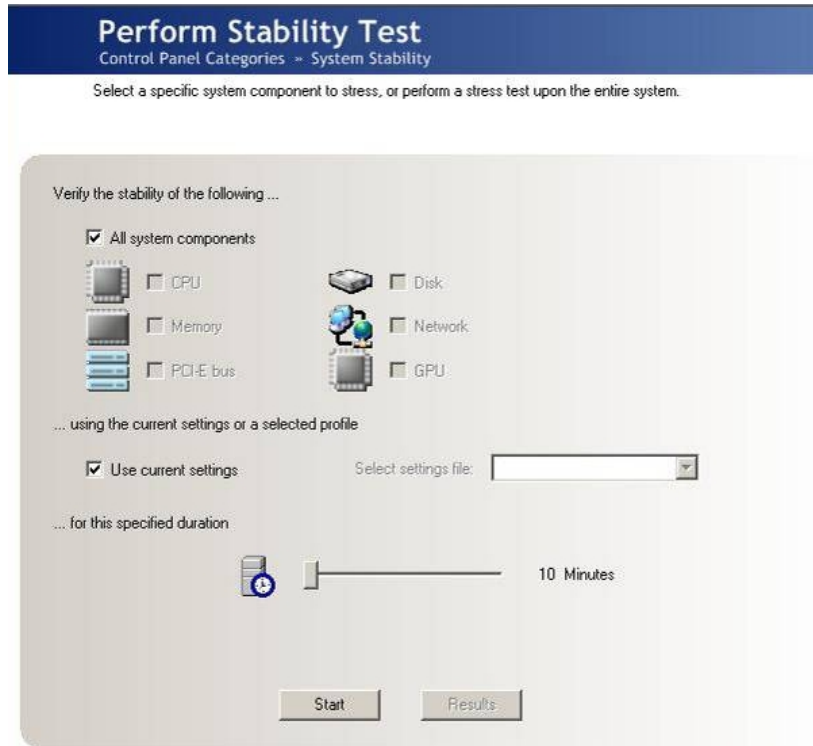 Perform Stability Test
Control Panel Categories » System Stability
Select a specific system component to stress, or perform a stress test upon the entire system.
Verify the stability of the following ...
All system components
CPU
Disk
Memory
Network
PCI-E bus
GPU
... using the current settings or a selected profile
Use current settings
Select settings file:
... for this specified duration
10 Minutes
Start
Results